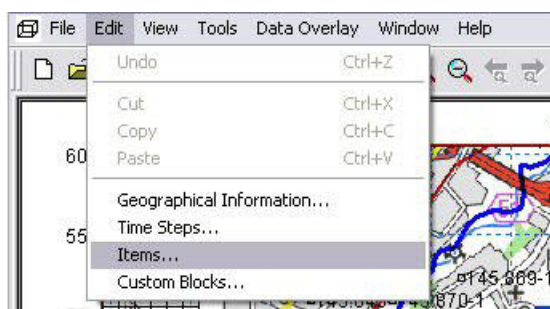 File Edit View Tools Data Overlay Window Help
Undo Ctrl+Z
Cut Ctrl+X
Copy Ctrl+C
Paste Ctrl+V
60
Geographical Information...
Time Steps...
55
Items...
Custom Blocks...